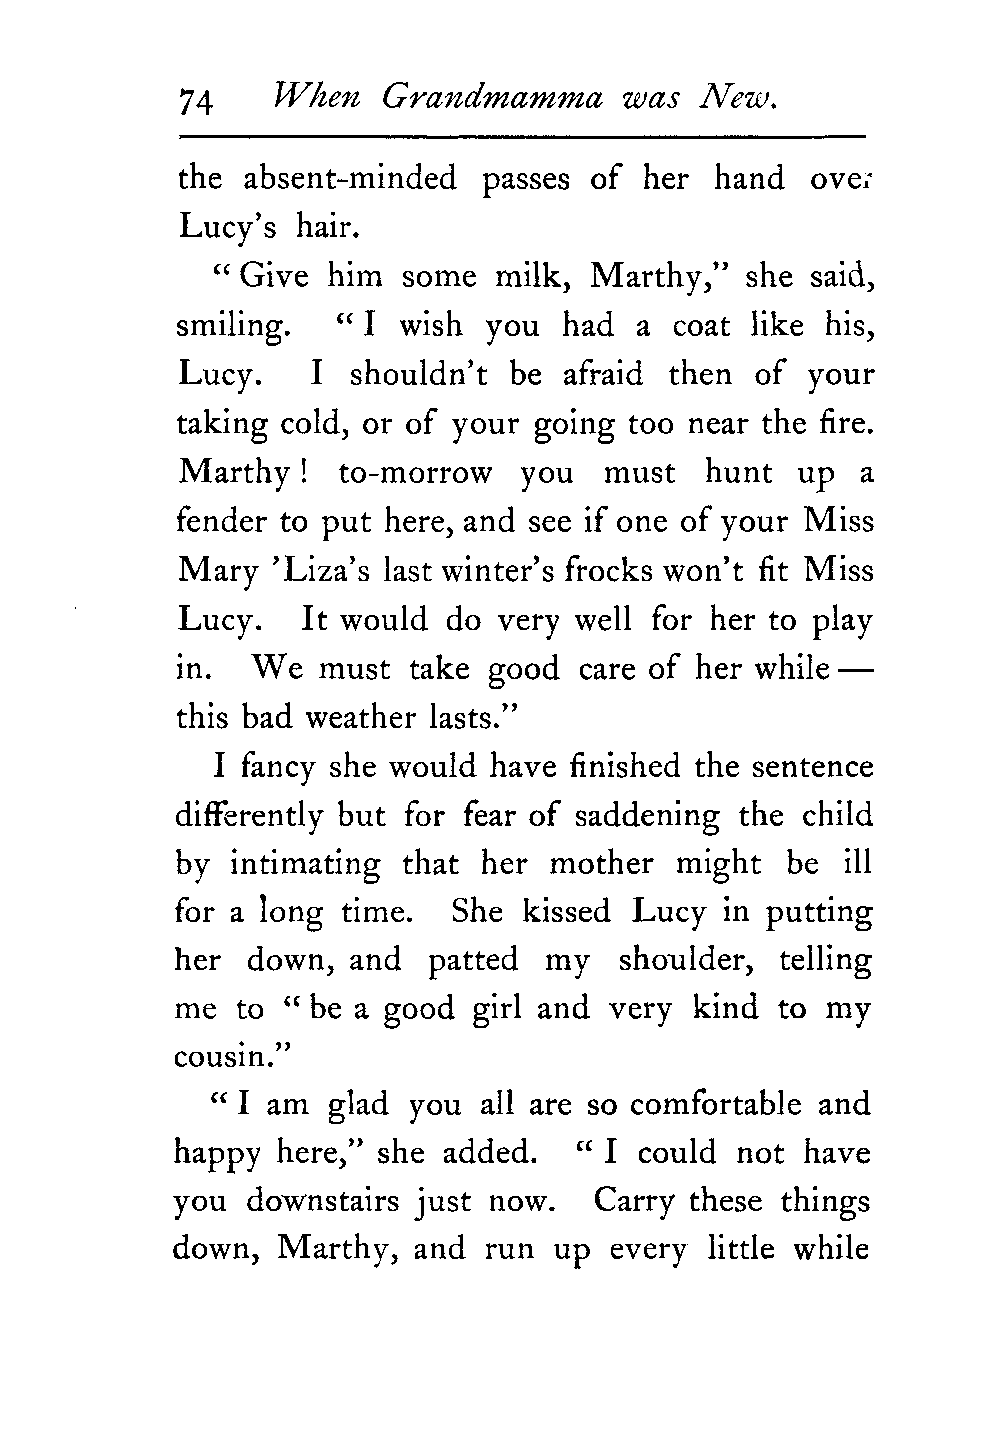 74 When Grandmamma was New.
the absent-minded passes of her hand over
Lucy's hair.
"Give him some milk, Marthy," she said,
smiling. "I wish you had a coat like his,
Lucy. I shouldn't be afraid then of your
taking cold, or of your going too near the fire.
Marthy! to-morrow you must hunt up a
fender to put here, and see if one of your Miss
Mary 'Liza's last winter's frocks won't fit Miss
Lucy. It would do very well for her to play
in. We must take good care of her while —
this bad weather lasts."
I fancy she would have finished the sentence
differently but for fear of saddening the child
by intimating that her mother might be ill
for a long time. She kissed Lucy in putting
her down, and patted my shoulder, telling
me to "be a good girl and very kind to my
cousin."
"I am glad you all are so comfortable and
happy here," she added. "I could not have
you downstairs just now. Carry these things
down, Marthy, and run up every little while